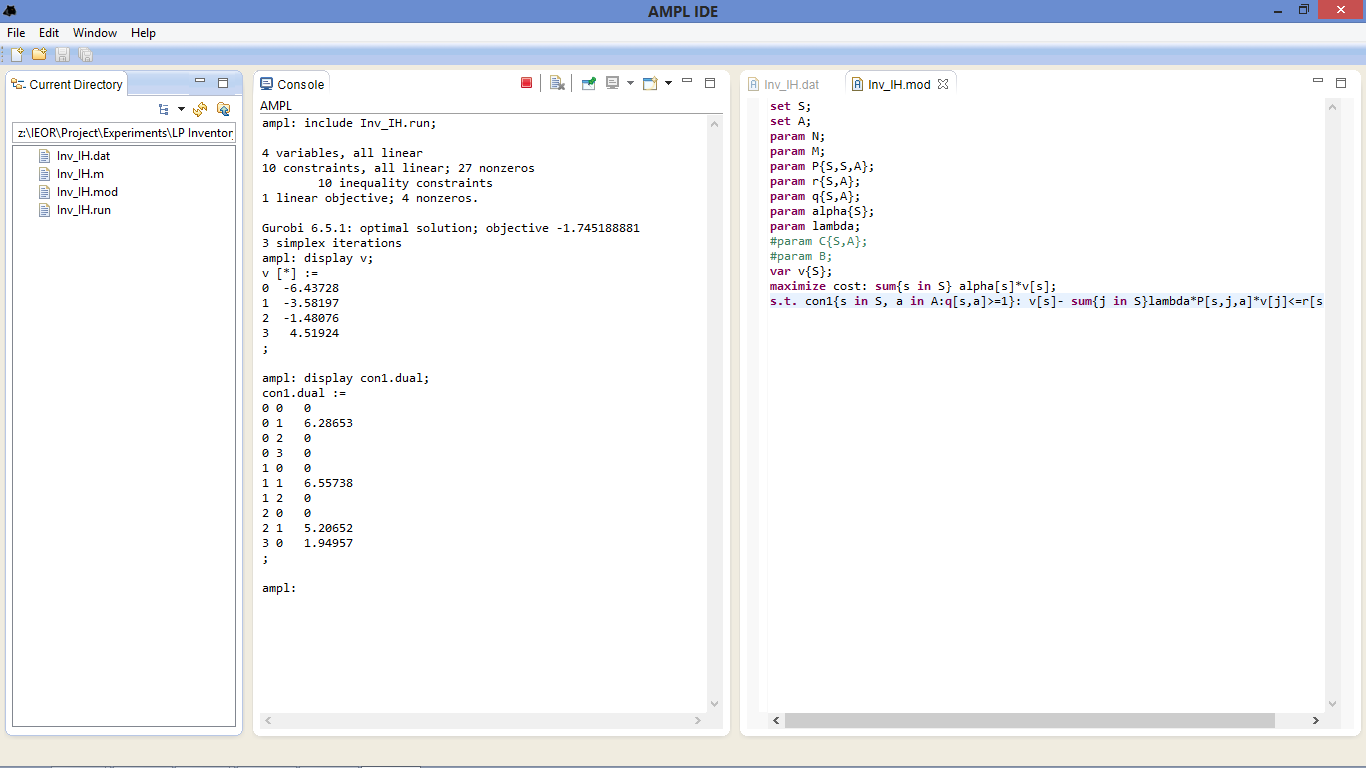 AMPL IDE
File Edit Window Help
Current Directory
z:\IEOR\Project\Experiments\LP Inventor
Inv_IH.dat
Inv_IH.m
Inv_IH.mod
Inv_IH.run
Console
AMPL
ampl: include Inv_IH.run;
4 variables, all linear
10 constraints, all linear; 27 nonzeros
10 inequality constraints
1 linear objective; 4 nonzeros.
Gurobi 6.5.1: optimal solution; objective -1.745188881
3 simplex iterations
ampl: display v;
v [*] :=
0 -6.43728
1 -3.58197
2 -1.48076
3 4.51924
;
ampl: display con1.dual;
con1.dual :=
0 0 0
0 1 6.28653
0 2 0
0 3 0
1 0 0
1 1 6.55738
1 2 0
2 0 0
2 1 5.20652
3 0 1.94957
;
ampl:
Inv_IH.dat Inv_IH.mod
set S;
set A;
param N;
param M;
param P{S,S,A};
param r{S,A};
param q{S,A};
param alpha{S};
param lambda;
#param C{S,A};
#param B;
var v{S};
maximize cost: sum{s in S} alpha[s]*v[s];
s.t. con1{s in S, a in A:q[s,a]>=1}: v[s]- sum{j in S}lambda*P[s,j,a]*v[j]<=r[s